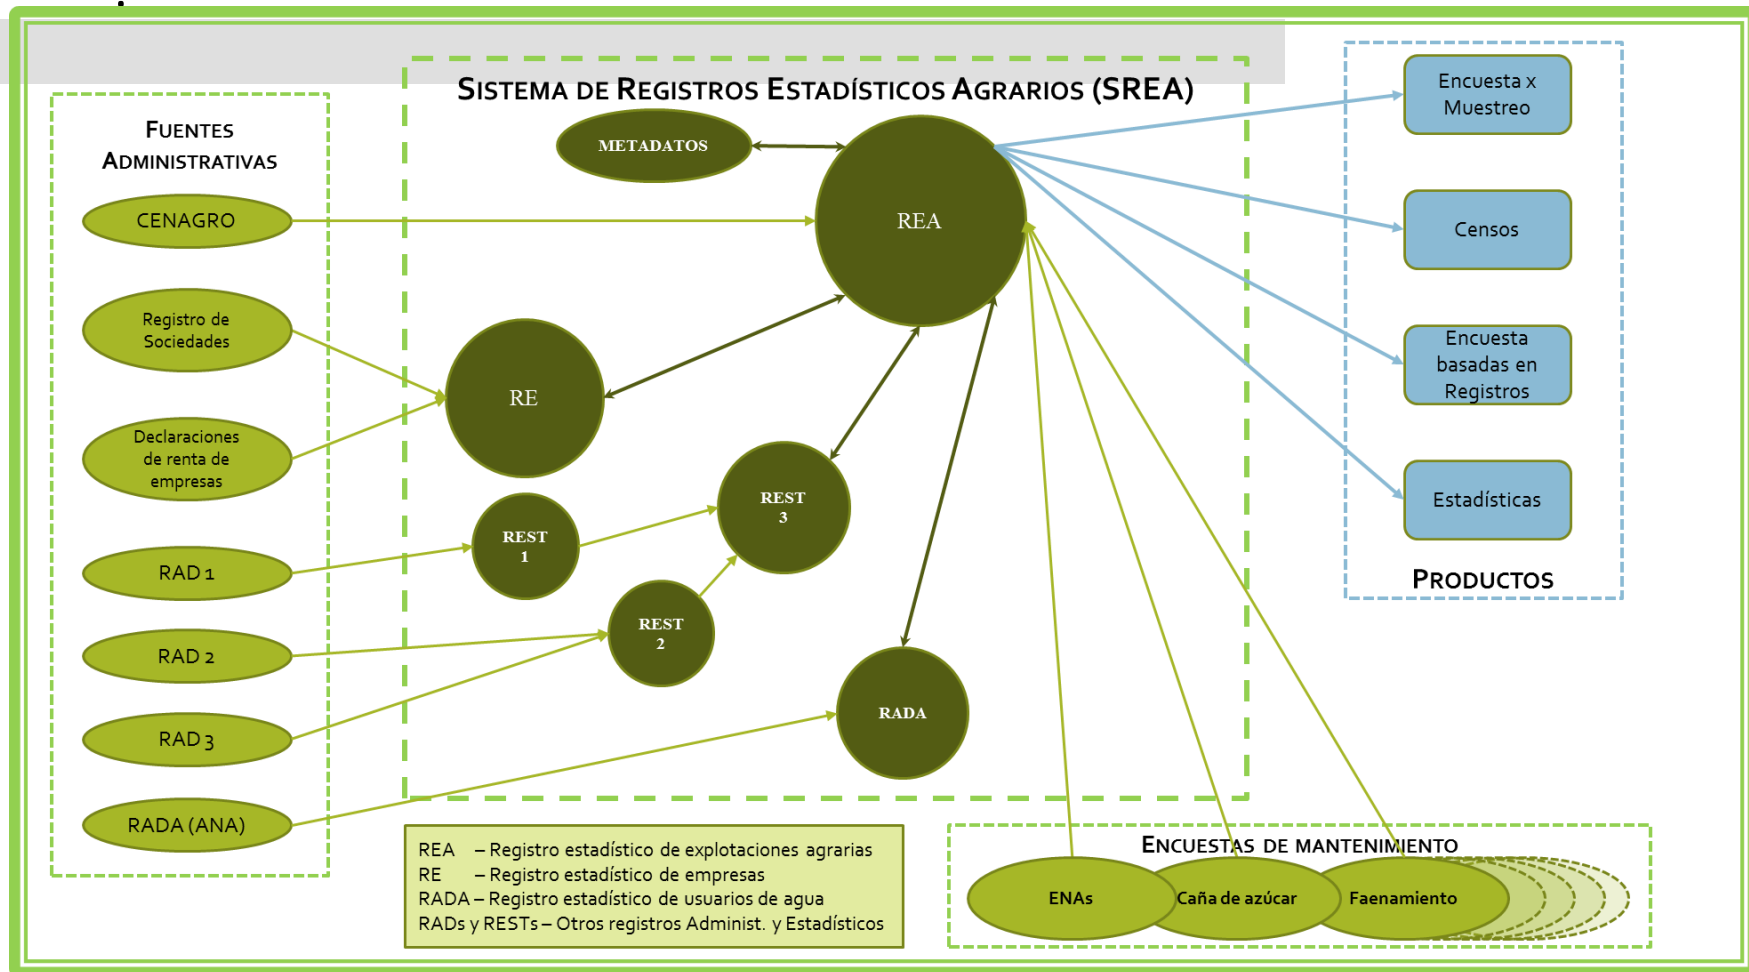 SISTEMA DE REGISTROS ESTADÍSTICOS AGRARIOS (SREA)
FUENTES
ADMINISTRATIVAS
CENAGRO
Registro de
Sociedades
Declaraciones
de renta de
empresas
RAD 1
RAD 2
RAD 3
RADA (ANA)
METADATOS
REA
RE
REST
1
REST
2
REST
3
RADA
Encuesta x
Muestreo
Censos
Encuesta
basadas en
Registros
Estadísticas
PRODUCTOS
REA – Registro estadístico de explotaciones agrarias
RE – Registro estadístico de empresas
RADA – Registro estadístico de usuarios de agua
RADs y RESTs – Otros registros Administ. y Estadísticos
ENCUESTAS DE MANTENIMIENTO
ENAs
Caña de azúcar
Faenamiento